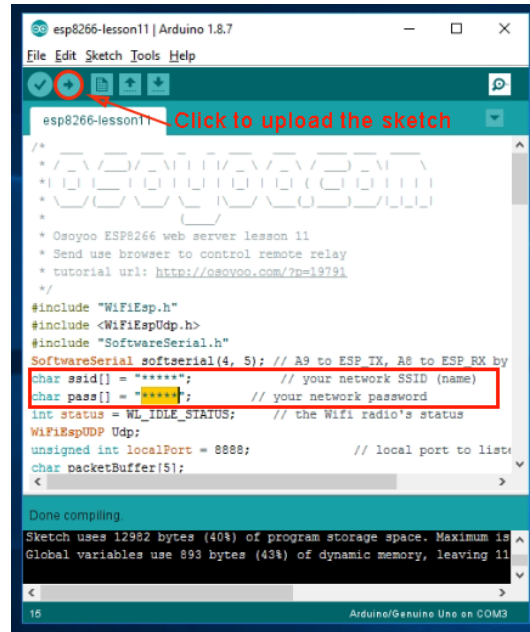 esp8266-lesson11 | Arduino 1.8.7
File Edit Sketch Tools Help
esp8266-lesson11
Click to upload the sketch
/*
* Osoyoo ESP8266 web server lesson 11
* Send use browser to control remote relay
* tutorial url: http://osoyoo.com/?p=19791
*/
#include "WiFiEsp.h"
#include <WiFiEspUdp.h>
#include "SoftwareSerial.h"
SoftwareSerial softserial(4, 5); // A9 to ESP_TX, A8 to ESP_RX by
char ssid[] = "*****"; // your network SSID (name)
char pass[] = "*****"; // your network password
int status = WL_IDLE_STATUS; // the Wifi radio's status
WiFiEspUDP Udp;
unsigned int localPort = 8888; // local port to liste
char packetBuffer[5];
Done compiling.
Sketch uses 12982 bytes (40%) of program storage space. Maximum is
Global variables use 893 bytes (43%) of dynamic memory, leaving 11
15
Arduino/Genuino Uno on COM3